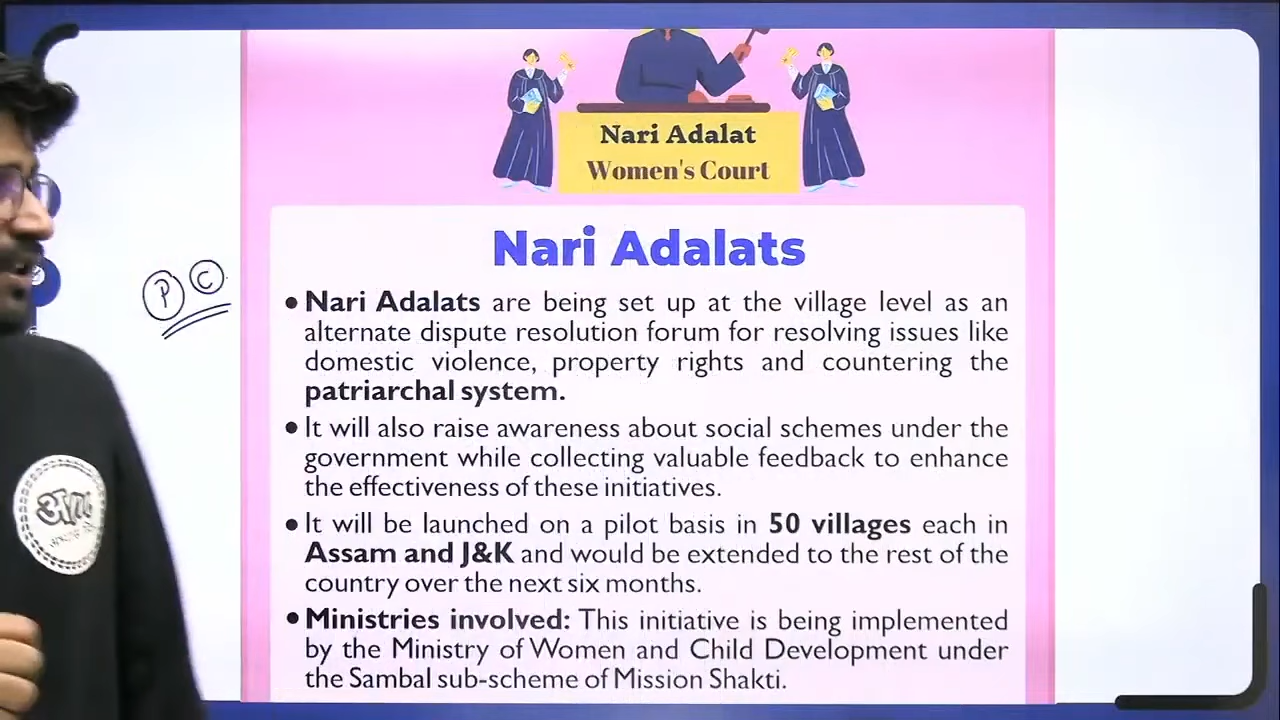 Nari Adalat
Women's Court
Nari Adalats
• Nari Adalats are being set up at the village level as an
alternate dispute resolution forum for resolving issues like
domestic violence, property rights and countering the
patriarchal system.
• It will also raise awareness about social schemes under the
government while collecting valuable feedback to enhance
the effectiveness of these initiatives.
• It will be launched on a pilot basis in 50 villages each in
Assam and J&K and would be extended to the rest of the
country over the next six months.
• Ministries involved: This initiative is being implemented
by the Ministry of Women and Child Development under
the Sambal sub-scheme of Mission Shakti.
P C